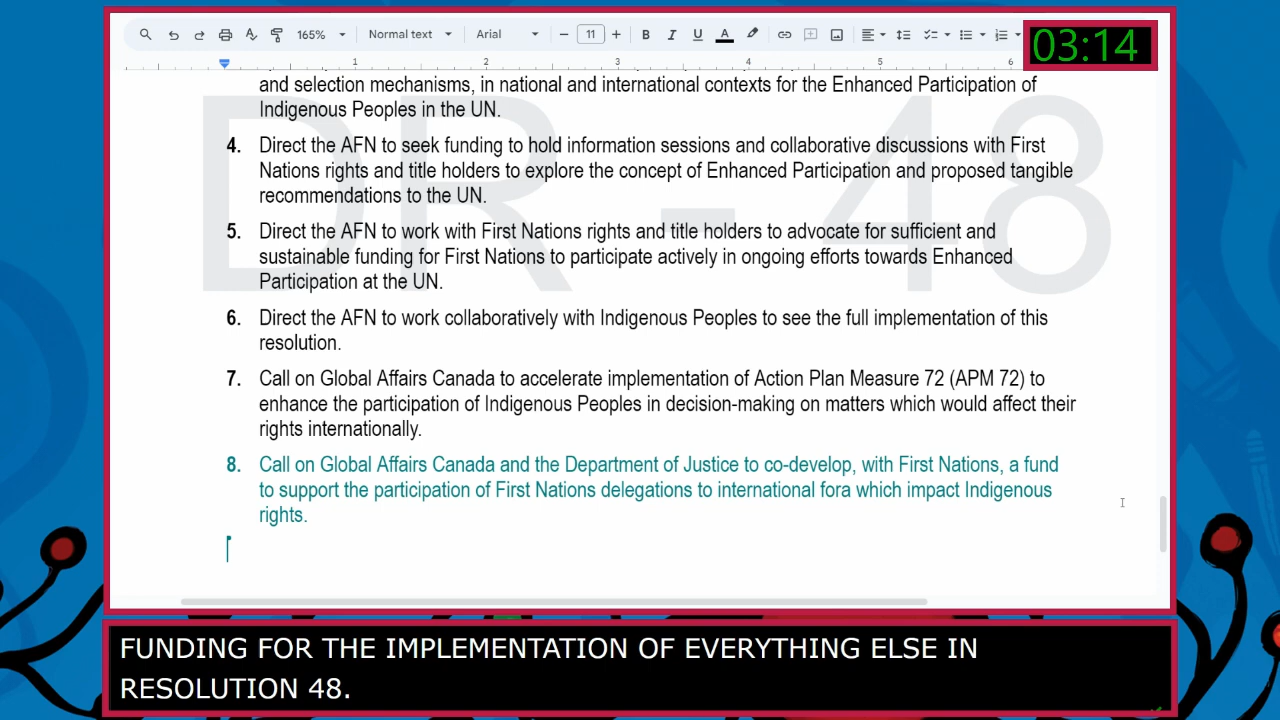 165%
Normal text
Arial
11
B I U A
03:14
1 2 3 4 5 6
and selection mechanisms, in national and international contexts for the Enhanced Participation of
Indigenous Peoples in the UN.
4. Direct the AFN to seek funding to hold information sessions and collaborative discussions with First
Nations rights and title holders to explore the concept of Enhanced Participation and proposed tangible
recommendations to the UN.
5. Direct the AFN to work with First Nations rights and title holders to advocate for sufficient and
sustainable funding for First Nations to participate actively in ongoing efforts towards Enhanced
Participation at the UN.
6. Direct the AFN to work collaboratively with Indigenous Peoples to see the full implementation of this
resolution.
7. Call on Global Affairs Canada to accelerate implementation of Action Plan Measure 72 (APM 72) to
enhance the participation of Indigenous Peoples in decision-making on matters which would affect their
rights internationally.
8. Call on Global Affairs Canada and the Department of Justice to co-develop, with First Nations, a fund
to support the participation of First Nations delegations to international fora which impact Indigenous
rights.
DR - 48
FUNDING FOR THE IMPLEMENTATION OF EVERYTHING ELSE IN
RESOLUTION 48.